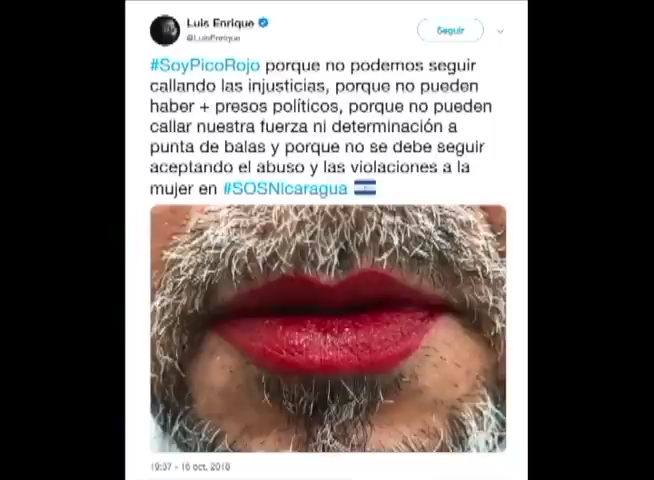 Luis Enrique
@LuisEnrique
Seguir
#SoyPicoRojo porque no podemos seguir
callando las injusticias, porque no pueden
haber + presos políticos, porque no pueden
callar nuestra fuerza ni determinación a
punta de balas y porque no se debe seguir
aceptando el abuso y las violaciones a la
mujer en #SOSNicaragua
19:37 - 16 oct. 2018